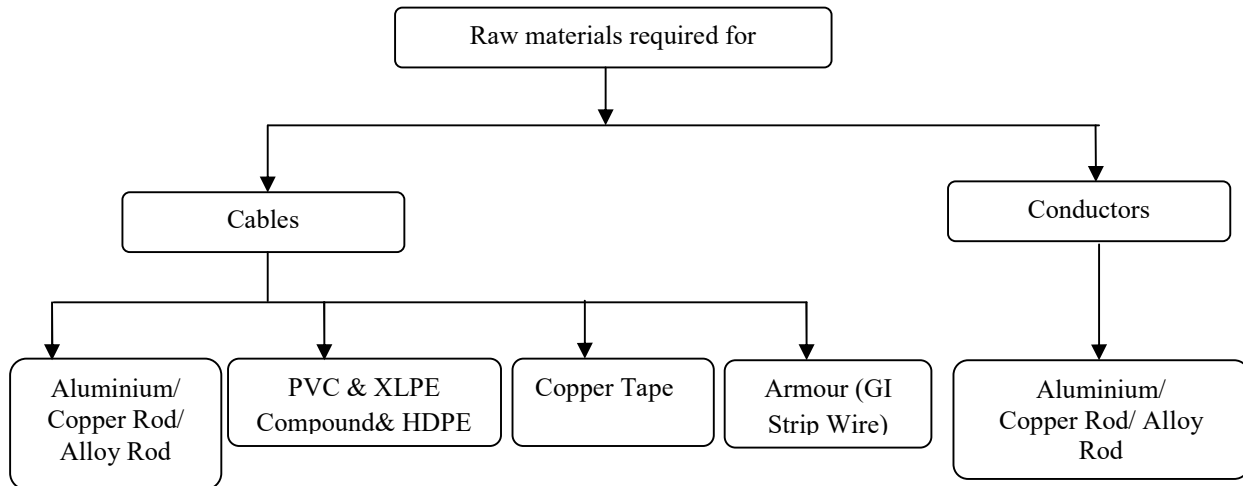 Raw materials required for
Cables
Conductors
Aluminium/
Copper Rod/
Alloy Rod
PVC & XLPE
Compound& HDPE
Copper Tape
Armour (GI
Strip Wire)
Aluminium/
Copper Rod/ Alloy
Rod